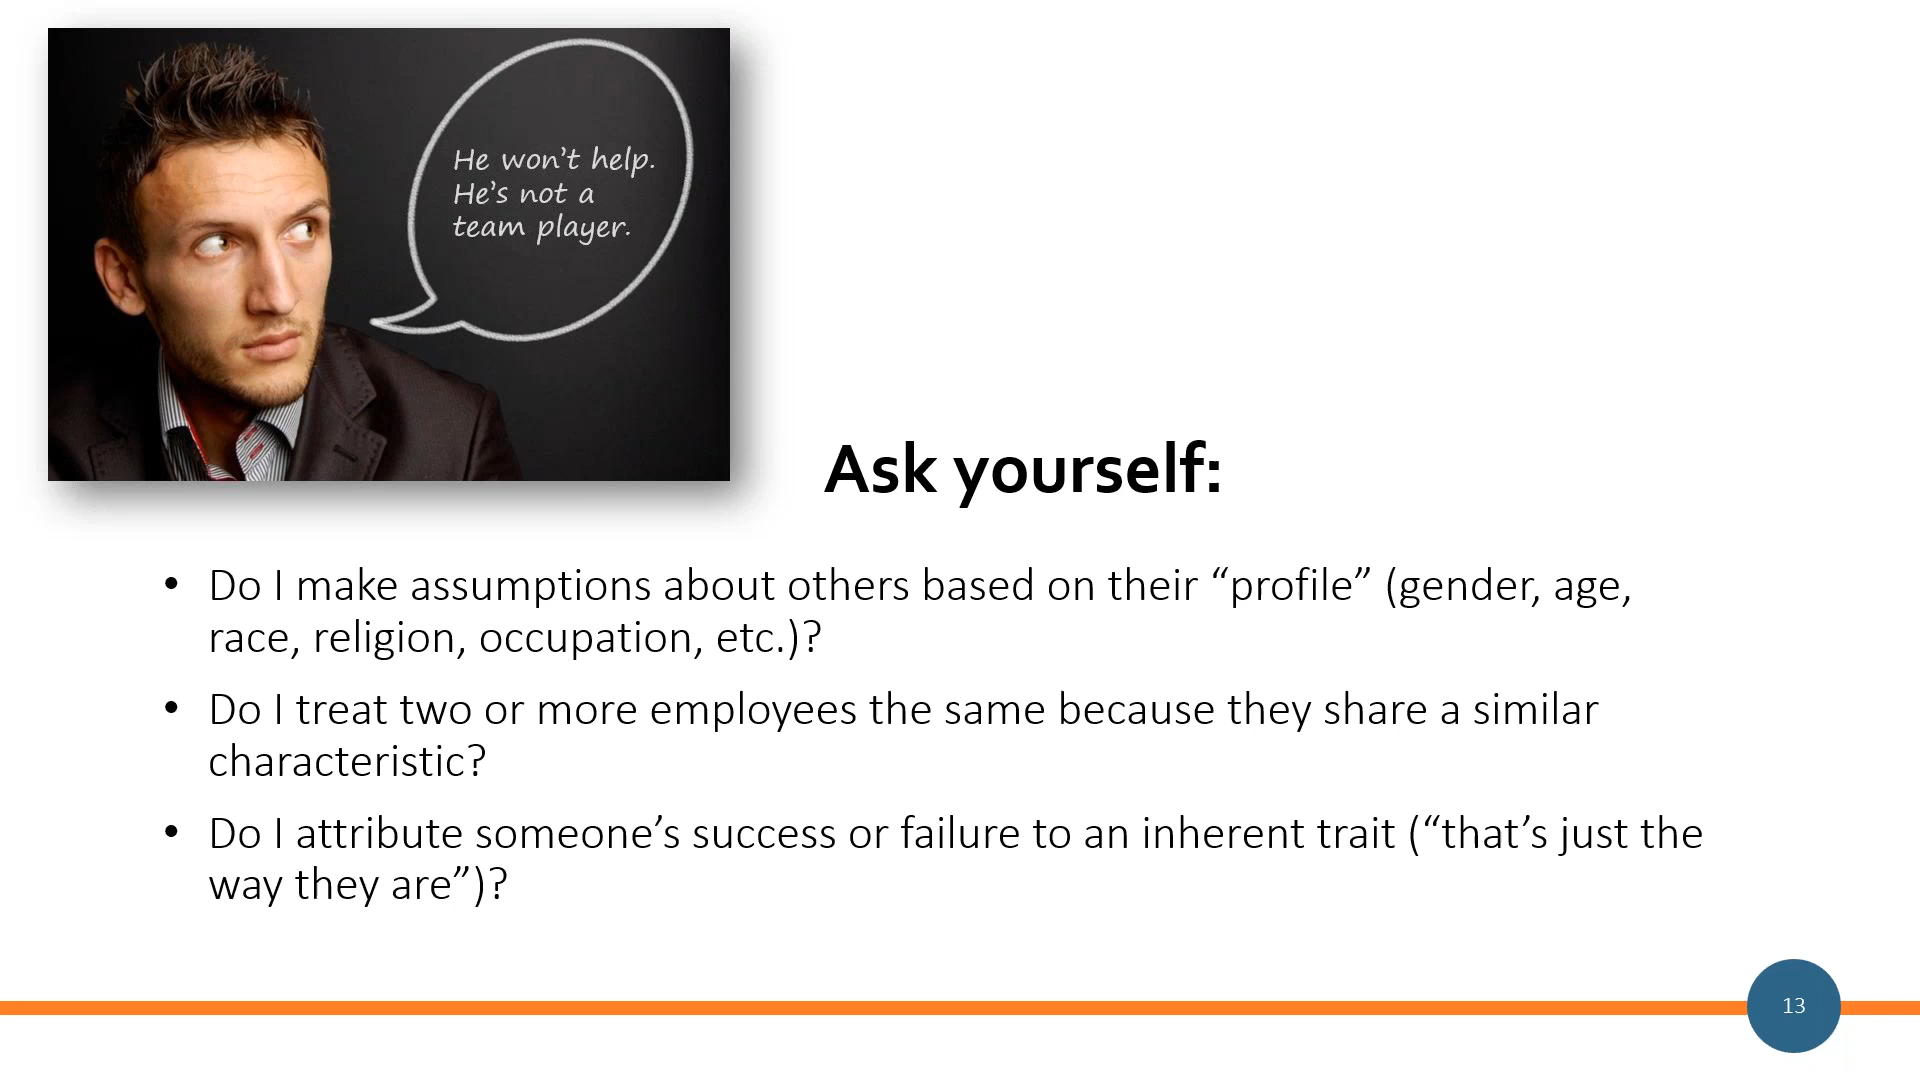 He won’t help.
He’s not a
team player.
Ask yourself:
• Do I make assumptions about others based on their “profile” (gender, age,
race, religion, occupation, etc.)?
• Do I treat two or more employees the same because they share a similar
characteristic?
• Do I attribute someone’s success or failure to an inherent trait (“that’s just the
way they are”)?
13